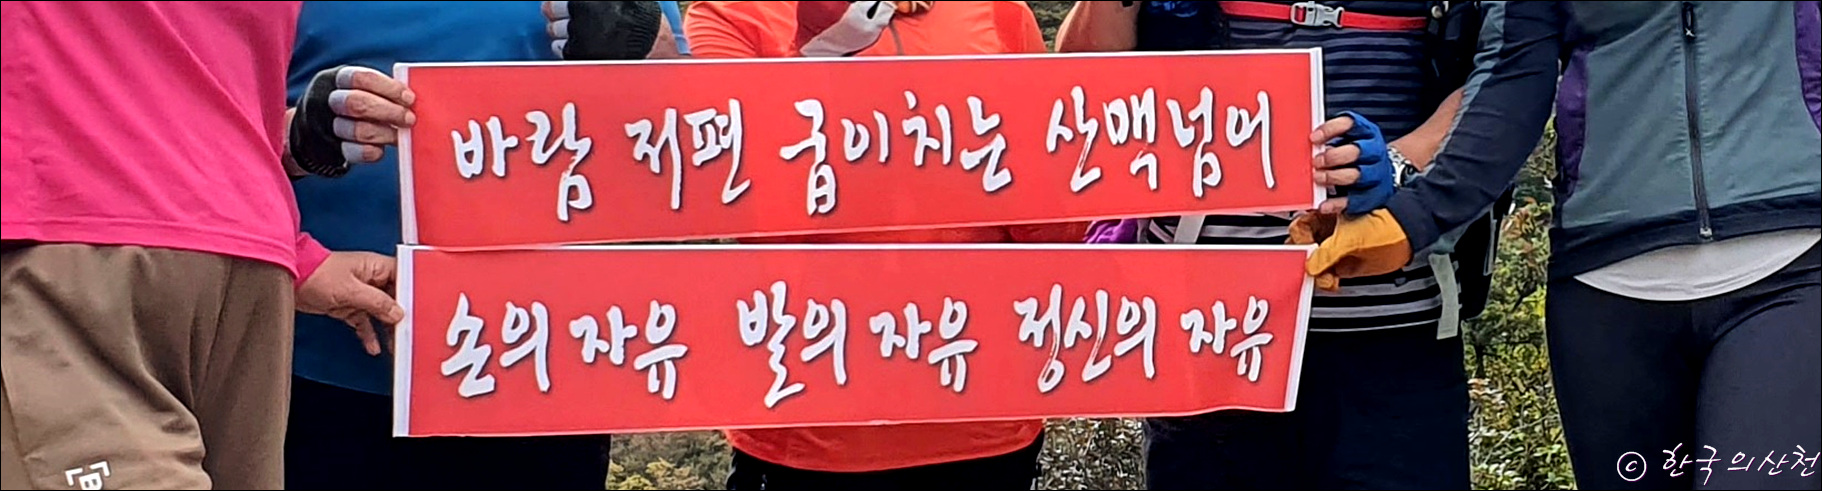 바람 저편 굽이치는 산맥넘어
손의 자유 발의 자유 정신의 자유
© 한국의산천